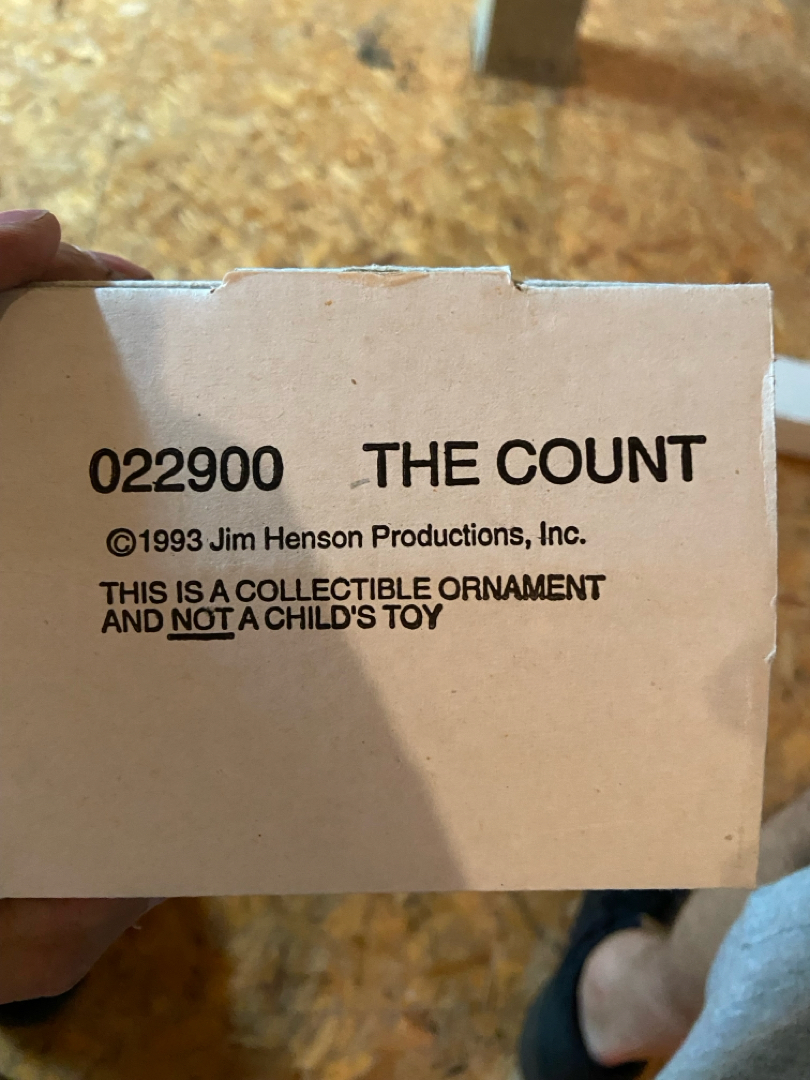 022900 THE COUNT
©1993 Jim Henson Productions, Inc.
THIS IS A COLLECTIBLE ORNAMENT
AND NOT A CHILD'S TOY